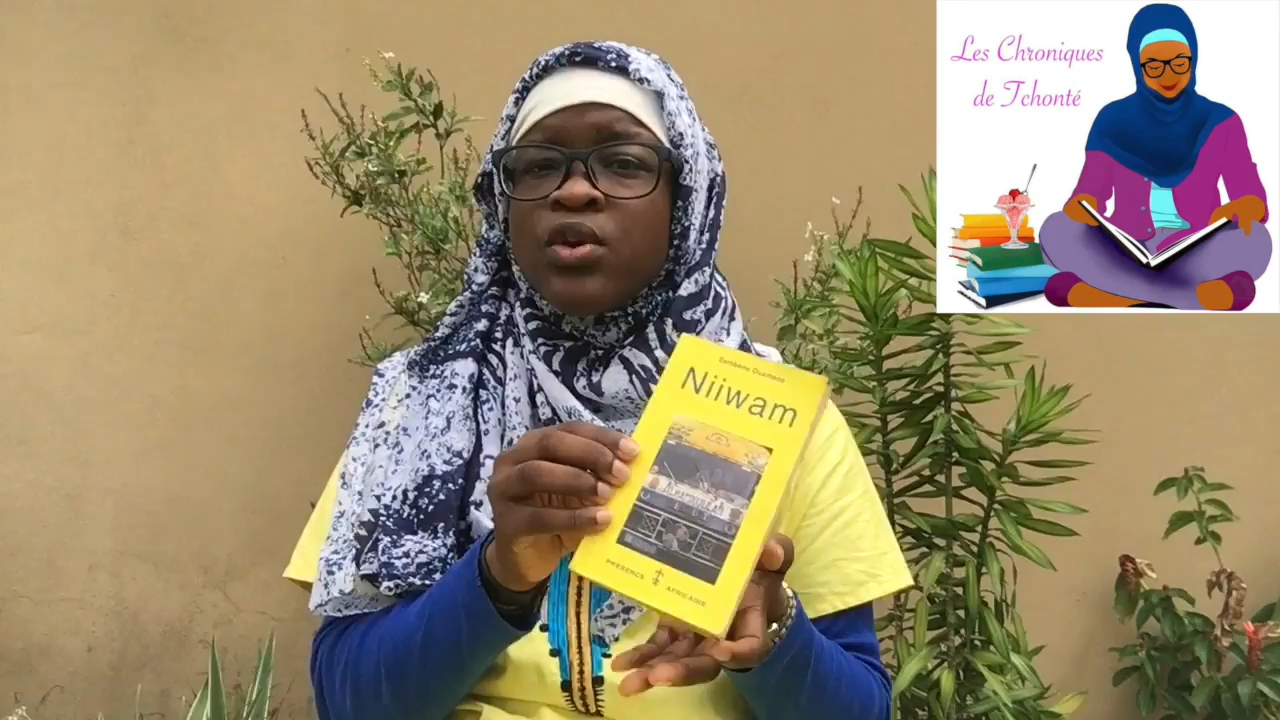 Les Chroniques
de Tchonté
Sembene Ousmane
Niiwam
PRESENCE AFRICAINE